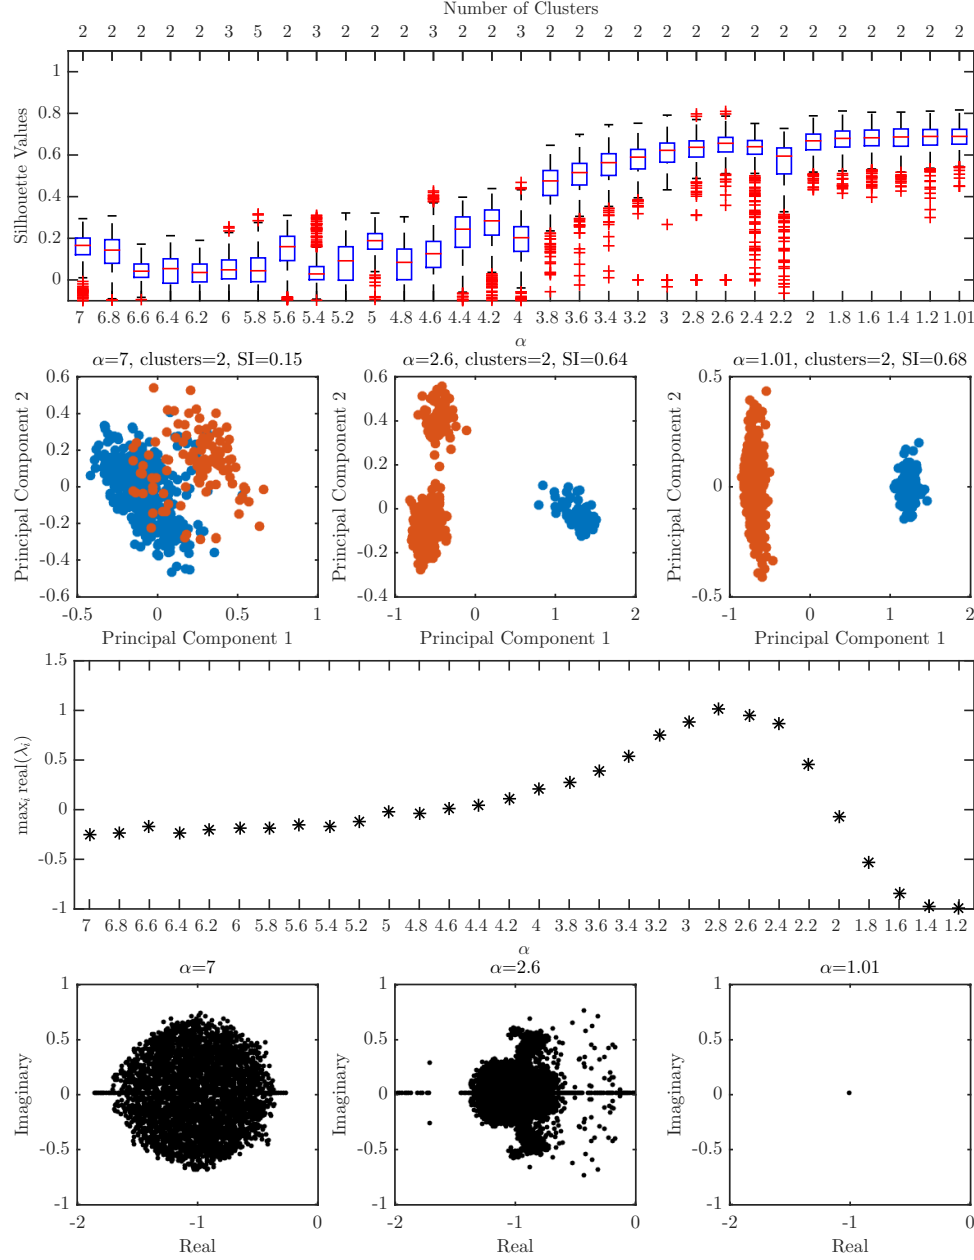 Number of Clusters
2 2 2 2 2 3 5 2 3 2 2 2 3 2 2 3 2 2 2 2 2 2 2 2 2 2 2 2 2 2 2
Silhouette Values
1
0.8
0.6
0.4
0.2
0
7 6.8 6.6 6.4 6.2 6 5.8 5.6 5.4 5.2 5 4.8 4.6 4.4 4.2 4 3.8 3.6 3.4 3.2 3 2.8 2.6 2.4 2.2 2 1.8 1.6 1.4 1.2 1.01
α
α=7, clusters=2, SI=0.15
Principal Component 2
0.6
0.4
0.2
0
-0.2
-0.4
-0.6
-0.5 0 0.5 1
Principal Component 1
α=2.6, clusters=2, SI=0.64
Principal Component 2
0.6
0.4
0.2
0
-0.2
-0.4
-1 0 1 2
Principal Component 1
α=1.01, clusters=2, SI=0.68
Principal Component 2
0.5
0
-0.5
-1 0 1 2
Principal Component 1
max_i real(λ_i)
1.5
1
0.5
0
-0.5
-1
7 6.8 6.6 6.4 6.2 6 5.8 5.6 5.4 5.2 5 4.8 4.6 4.4 4.2 4 3.8 3.6 3.4 3.2 3 2.8 2.6 2.4 2.2 2 1.8 1.6 1.4 1.2
α
α=7
Imaginary
1
0.5
0
-0.5
-1
-2 -1 0
Real
α=2.6
Imaginary
1
0.5
0
-0.5
-1
-2 -1 0
Real
α=1.01
Imaginary
1
0.5
0
-0.5
-1
-2 -1 0
Real